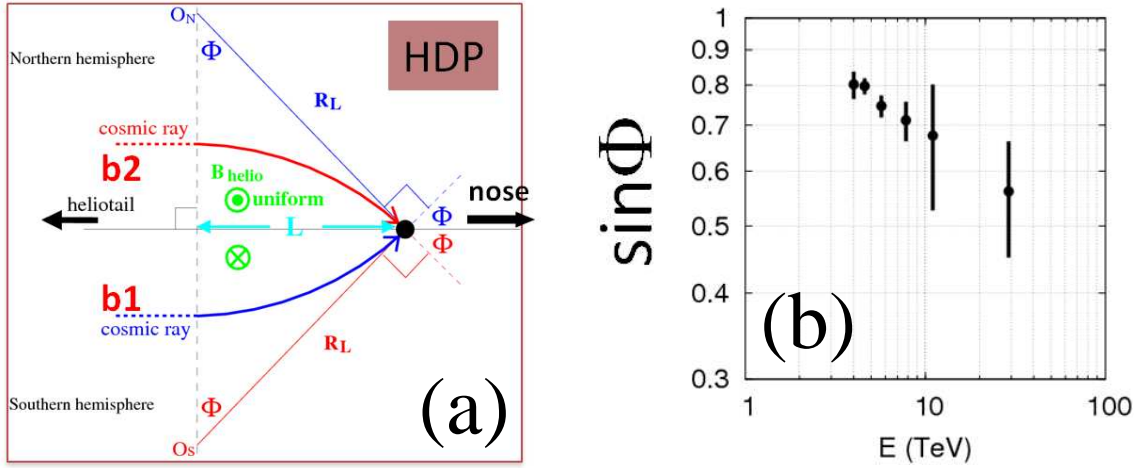 O_N
HDP
Φ
Northern hemisphere
R_L
cosmic ray
b2
B_helio
uniform
nose
heliotail
L
Φ
Φ
b1
cosmic ray
R_L
Southern hemisphere
Φ
O_S
(a)
sinΦ
1
0.9
0.8
0.7
0.6
0.5
0.4
0.3
(b)
1
10
100
E (TeV)